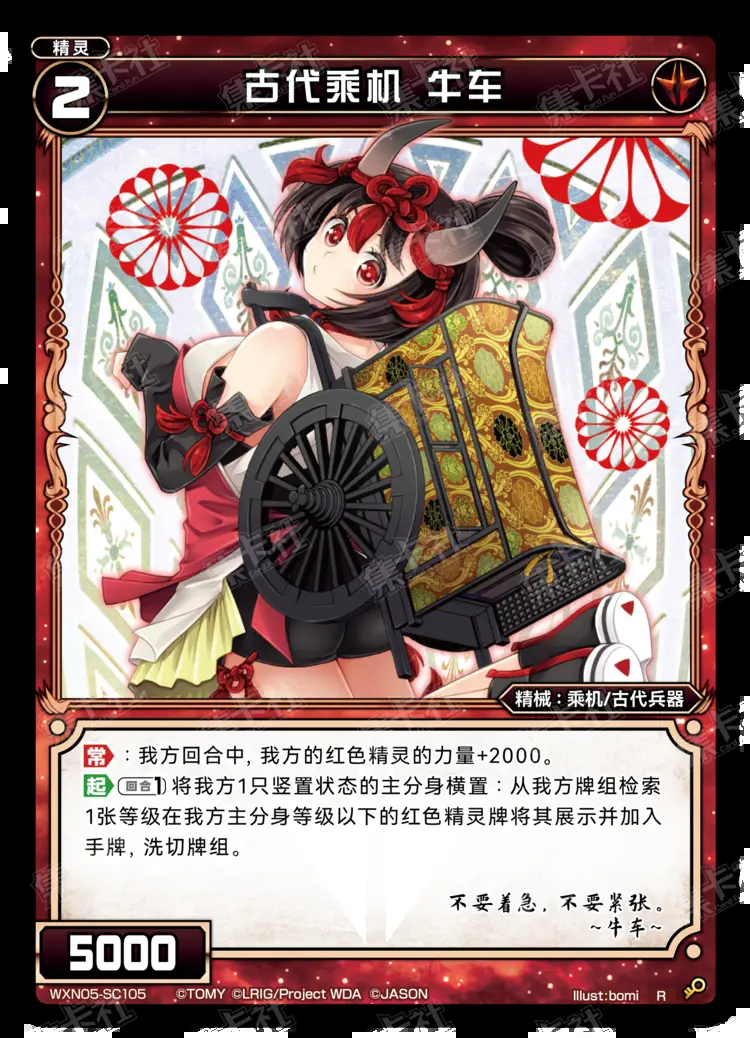 精灵
2
古代乘机 牛车
精械：乘机/古代兵器
常：我方回合中，我方的红色精灵的力量+2000。
起 回合1 将我方1只竖置状态的主分身横置：从我方牌组检索
1张等级在我方主分身等级以下的红色精灵牌将其展示并加入
手牌，洗切牌组。
不要着急，不要紧张。
~牛车~
5000
WXN05-SC105 ©TOMY ©LRIG/Project WDA ©JASON Illust:bomi R
集卡社